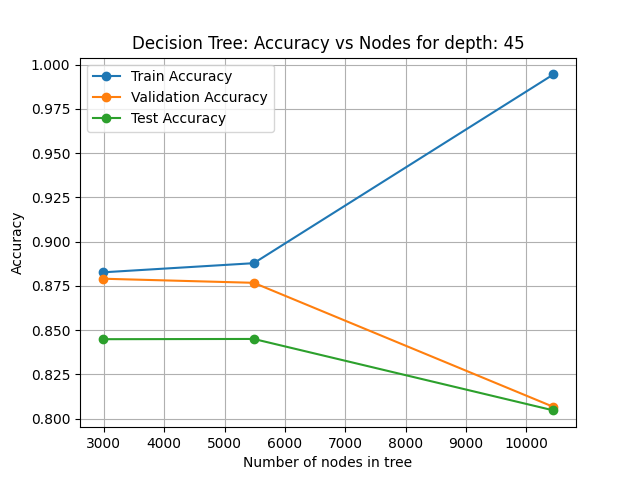 Decision Tree: Accuracy vs Nodes for depth: 45
Train Accuracy
Validation Accuracy
Test Accuracy
Accuracy
1.000
0.975
0.950
0.925
0.900
0.875
0.850
0.825
0.800
3000 4000 5000 6000 7000 8000 9000 10000
Number of nodes in tree